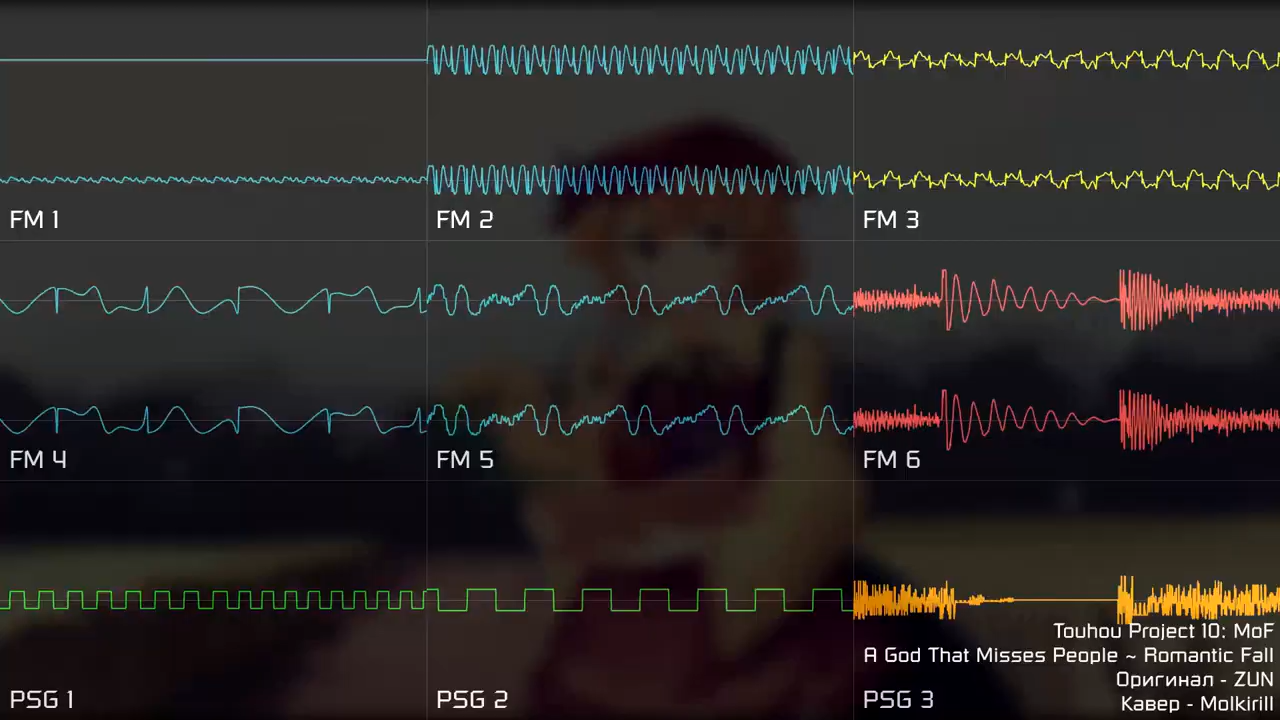 FM 1
FM 2
FM 3
FM 4
FM 5
FM 6
PSG 1
PSG 2
PSG 3
Touhou Project 10: MoF
A God That Misses People ~ Romantic Fall
Оригинал - ZUN
Кавер - Molkirill